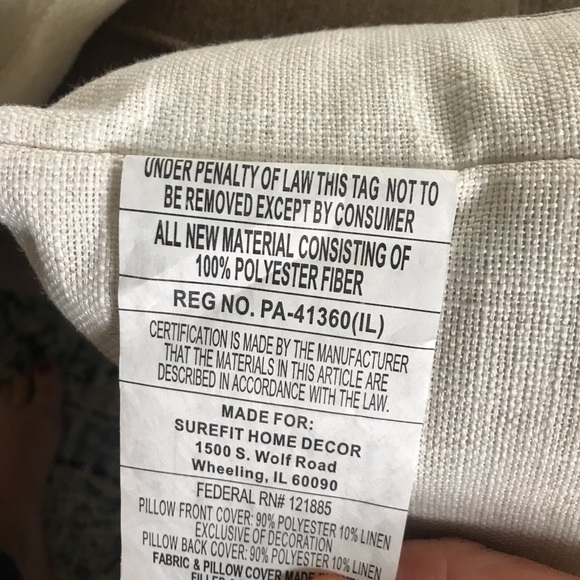 UNDER PENALTY OF LAW THIS TAG NOT TO
BE REMOVED EXCEPT BY CONSUMER
ALL NEW MATERIAL CONSISTING OF
100% POLYESTER FIBER
REG NO. PA-41360(IL)
CERTIFICATION IS MADE BY THE MANUFACTURER
THAT THE MATERIALS IN THIS ARTICLE ARE
DESCRIBED IN ACCORDANCE WITH THE LAW.
MADE FOR:
SUREFIT HOME DECOR
1500 S. Wolf Road
Wheeling, IL 60090
FEDERAL RN# 121885
PILLOW FRONT COVER: 90% POLYESTER 10% LINEN
EXCLUSIVE OF DECORATION
PILLOW BACK COVER: 90% POLYESTER 10% LINEN
FABRIC & PILLOW COVER MADE